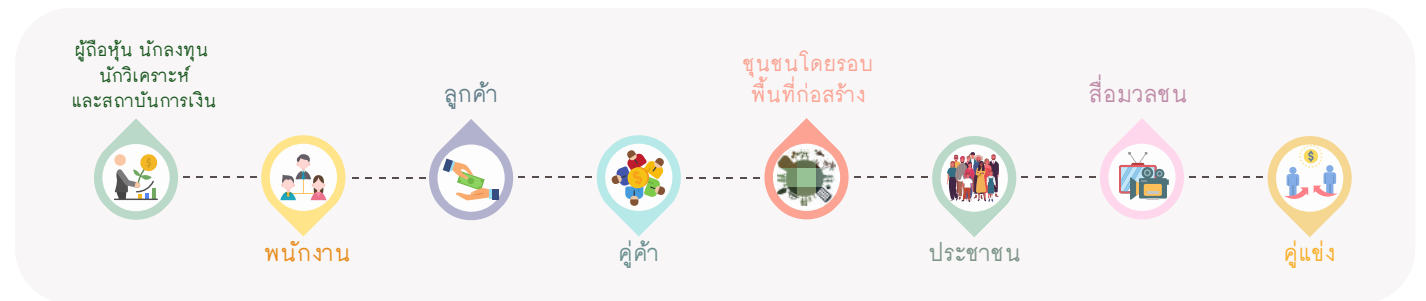 ผู้ถือหุ้น นักลงทุน
นักวิเคราะห์
และสถาบันการเงิน
พนักงาน
ลูกค้า
คู่ค้า
ชุนชนโดยรอบ
พื้นที่ก่อสร้าง
ประชาชน
สื่อมวลชน
คู่แข่ง